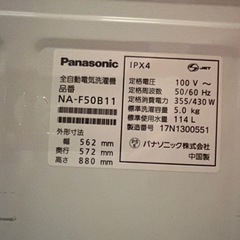 Panasonic
全自動電気洗濯機
品番
NA-F50B11
外形寸法
幅 562 mm
奥行 572 mm
高さ 880 mm
IPX4
JET
定格電圧 100 V ～
定格周波数 50/60 Hz
定格消費電力 355/430 W
標準洗濯容量 5.0 kg
標準使用水量 114 L
製造番号 17N1300551
パナソニック株式会社
中国製